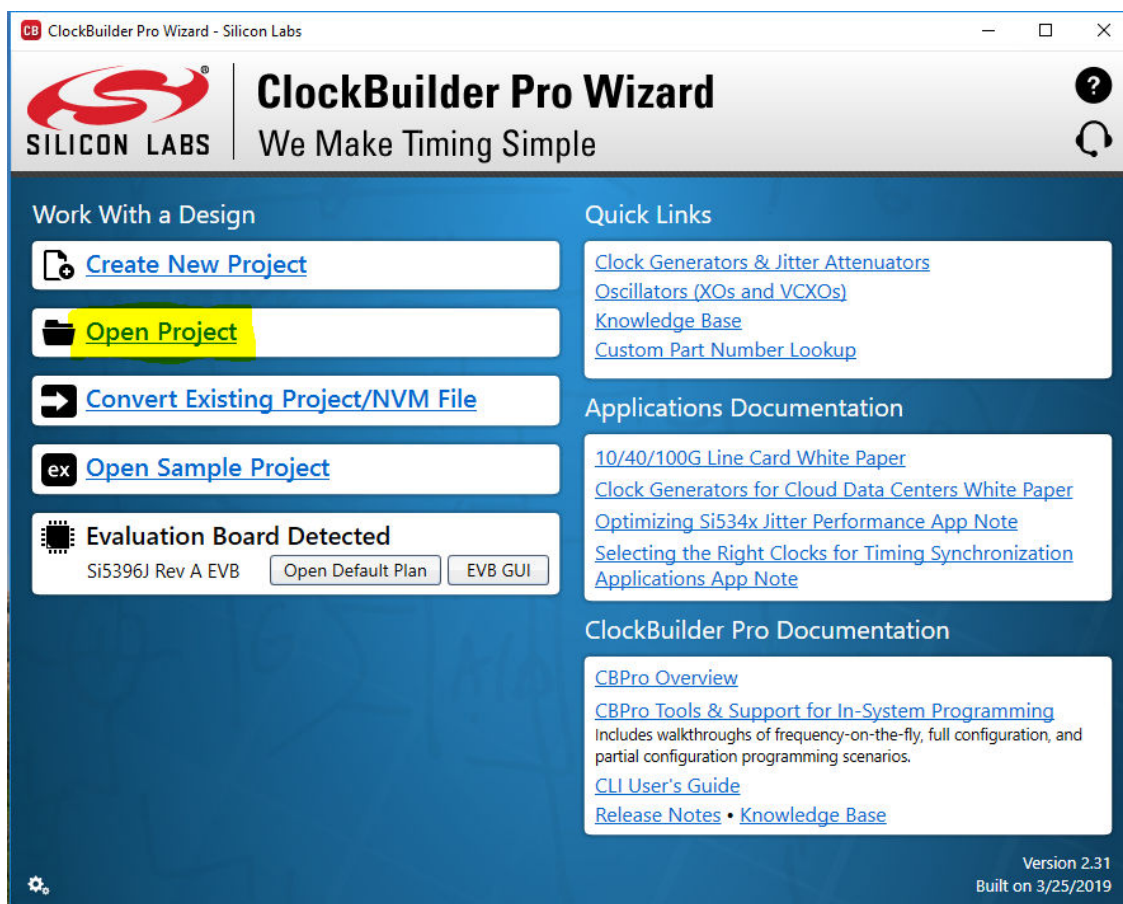 CB ClockBuilder Pro Wizard - Silicon Labs
SILICON LABS
®
ClockBuilder Pro Wizard
We Make Timing Simple
?
Work With a Design
Create New Project
Open Project
Convert Existing Project/NVM File
ex Open Sample Project
Evaluation Board Detected
Si5396J Rev A EVB Open Default Plan EVB GUI
Quick Links
Clock Generators & Jitter Attenuators
Oscillators (XOs and VCXOs)
Knowledge Base
Custom Part Number Lookup
Applications Documentation
10/40/100G Line Card White Paper
Clock Generators for Cloud Data Centers White Paper
Optimizing Si534x Jitter Performance App Note
Selecting the Right Clocks for Timing Synchronization
Applications App Note
ClockBuilder Pro Documentation
CBPro Overview
CBPro Tools & Support for In-System Programming
Includes walkthroughs of frequency-on-the-fly, full configuration, and
partial configuration programming scenarios.
CLI User's Guide
Release Notes • Knowledge Base
Version 2.31
Built on 3/25/2019